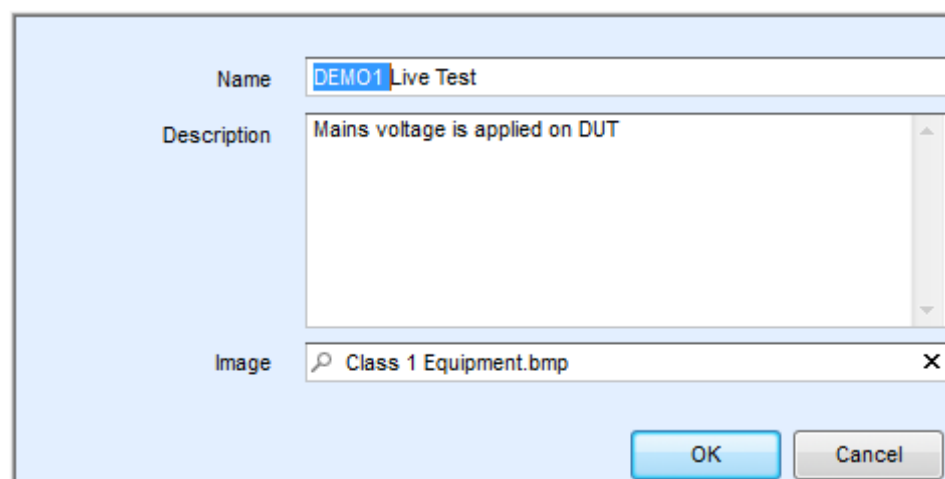 Name DEMO1 Live Test
Description Mains voltage is applied on DUT
Image Class 1 Equipment.bmp
OK Cancel